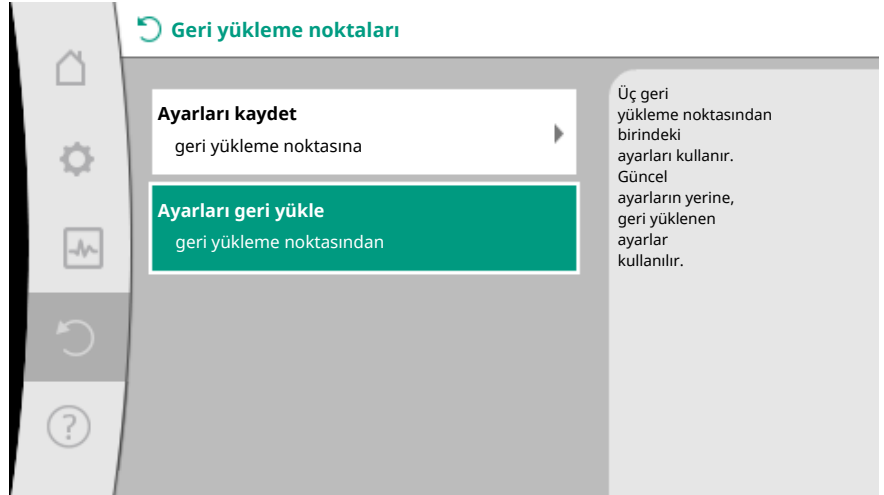 Geri yükleme noktaları
Ayarları kaydet
geri yükleme noktasına
Ayarları geri yükle
geri yükleme noktasından
Üç geri
yükleme noktasından
birindeki
ayarları kullanır.
Güncel
ayarların yerine,
geri yüklenen
ayarlar
kullanılır.